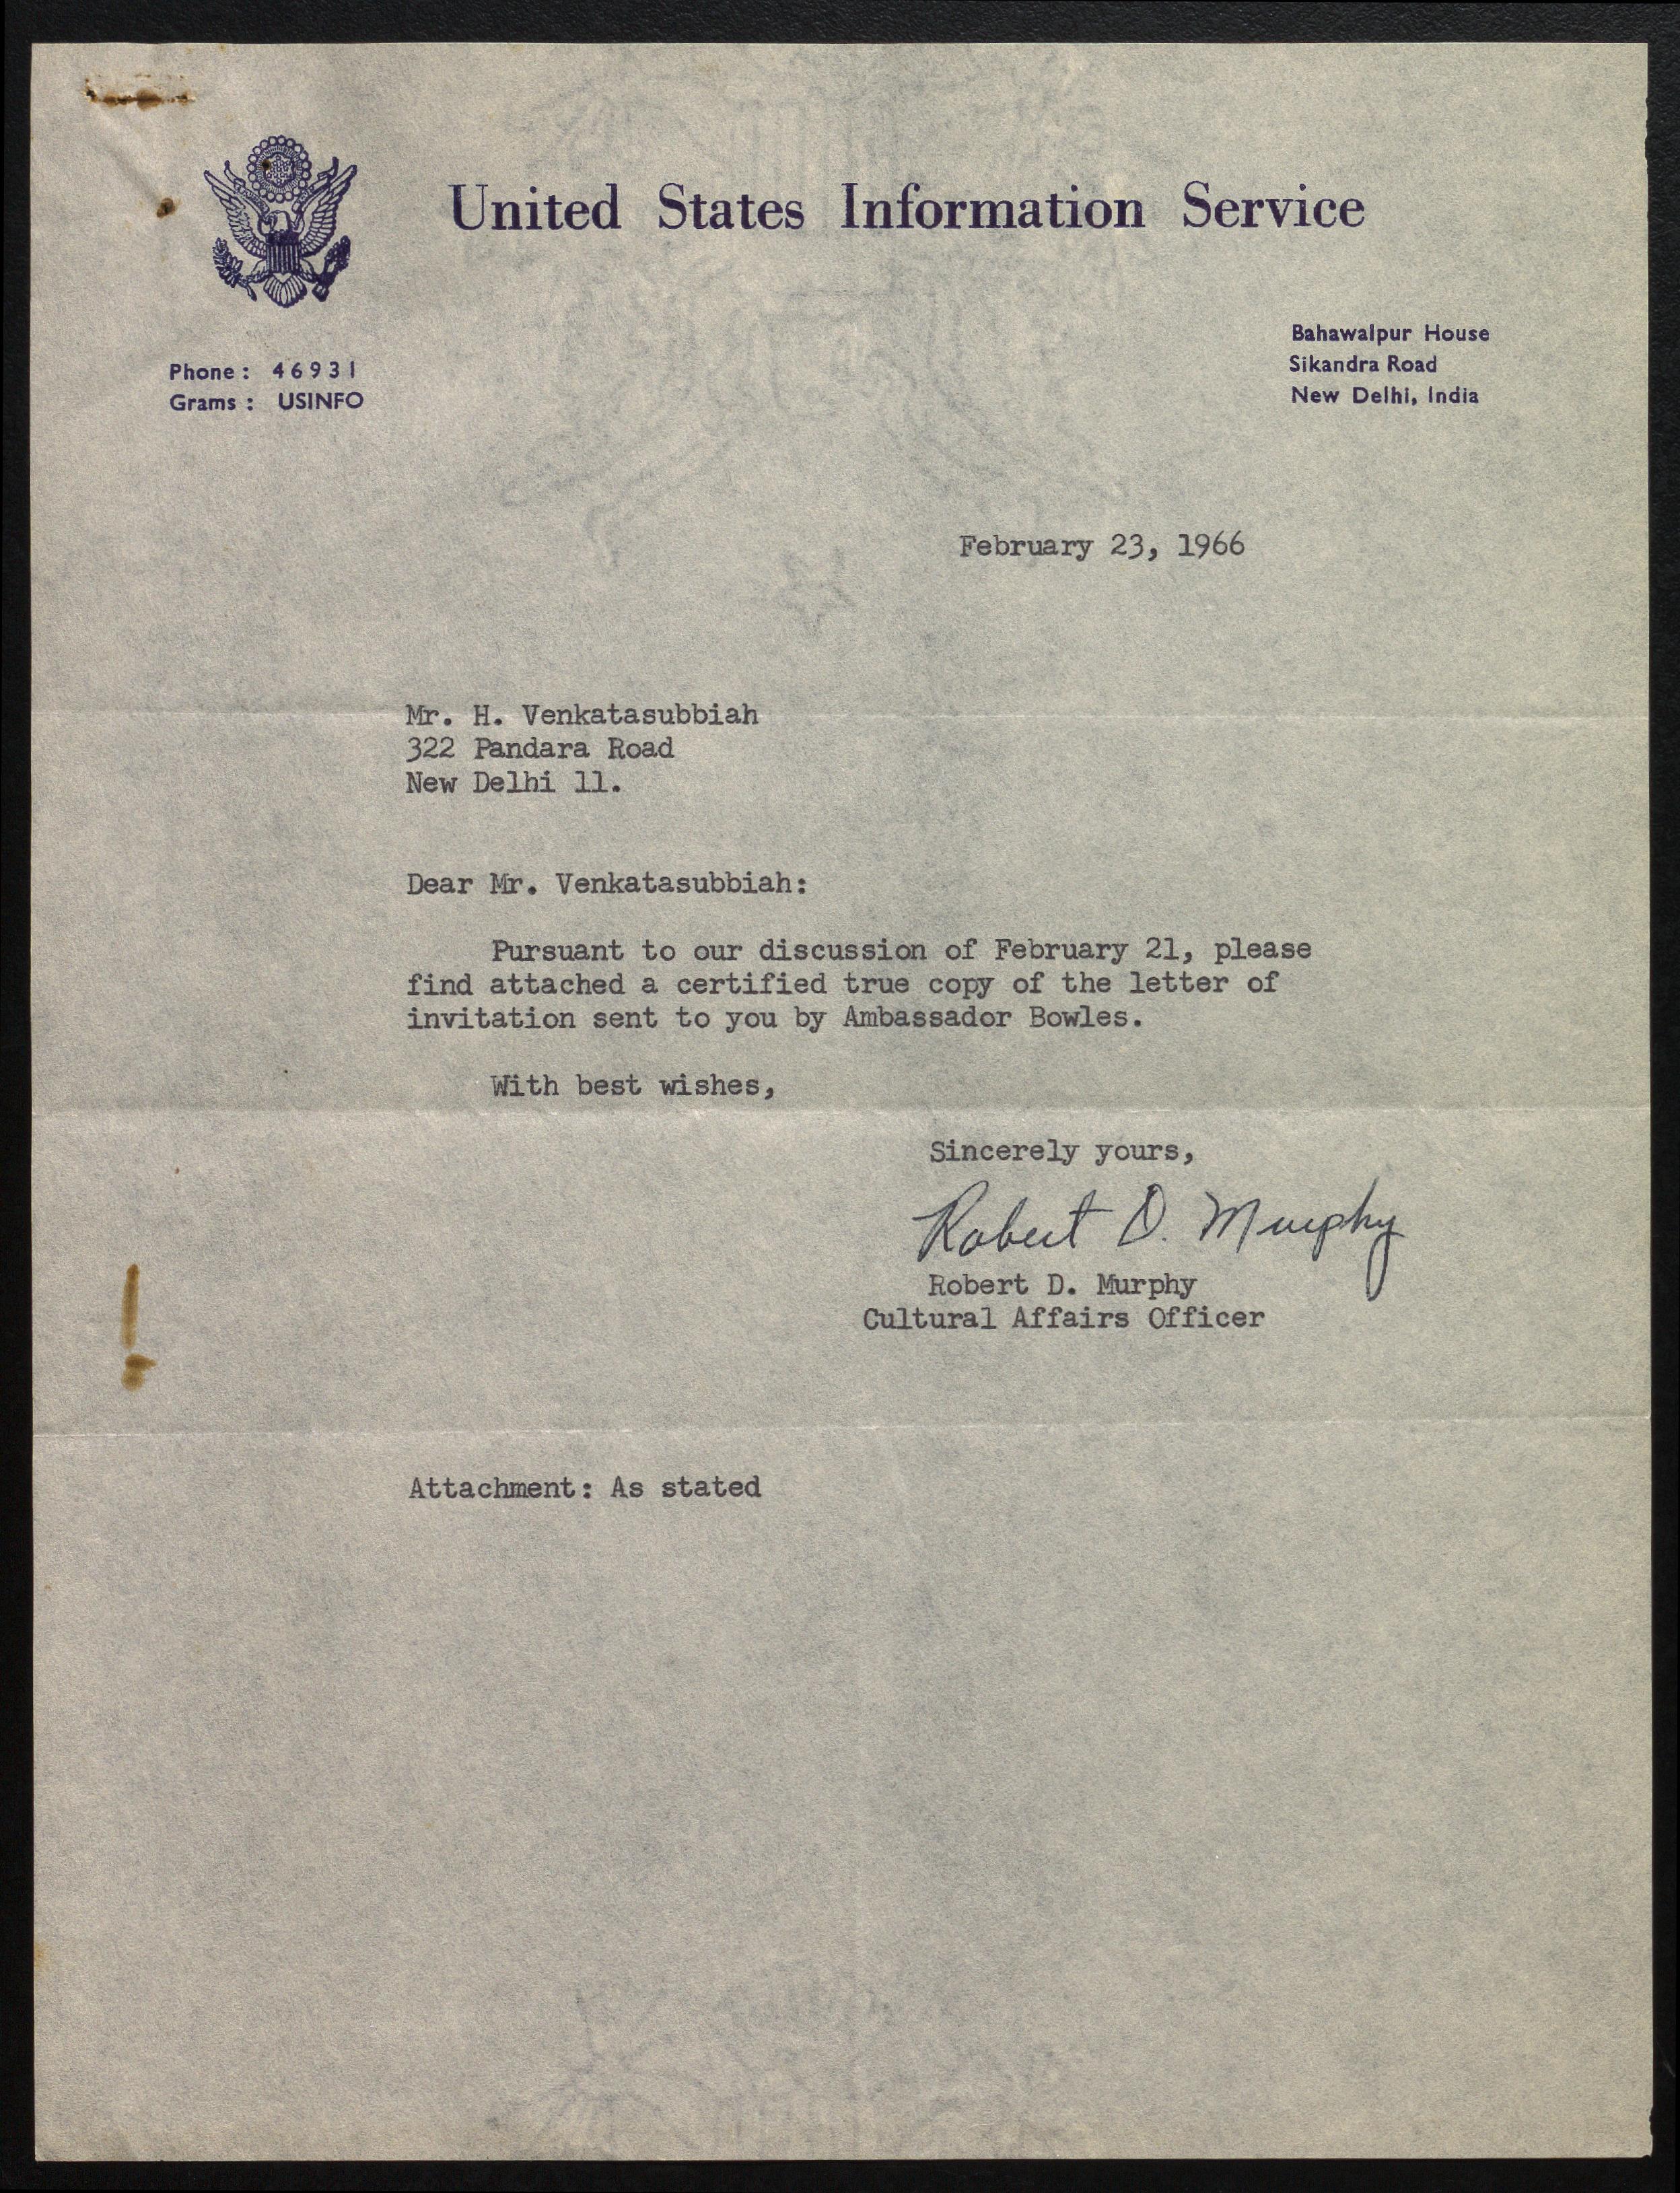 United States Information Service
Phone: 46931
Grams: USINFO
Bahawalpur House
Sikandra Road
New Delhi, India
February 23, 1966
Mr. H. Venkatasubbiah
322 Pandara Road
New Delhi 11.
Dear Mr. Venkatasubbiah:
Pursuant to our discussion of February 21, please
find attached a certified true copy of the letter of
invitation sent to you by Ambassador Bowles.
With best wishes,
Sincerely yours,
Robert D. Murphy
Robert D. Murphy
Cultural Affairs Officer
Attachment: As stated